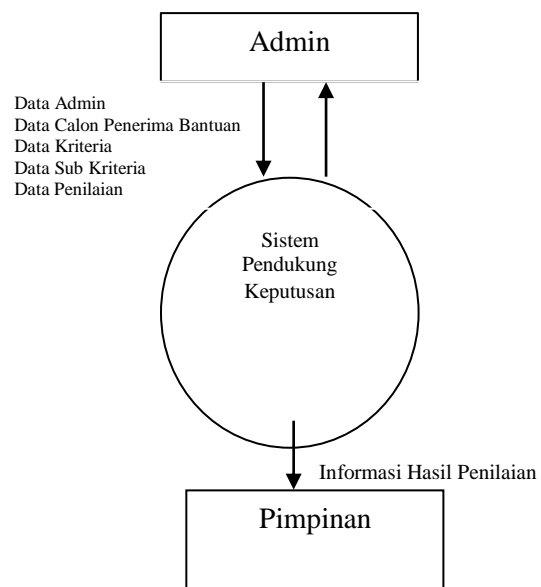 Admin
Data Admin
Data Calon Penerima Bantuan
Data Kriteria
Data Sub Kriteria
Data Penilaian
Sistem
Pendukung
Keputusan
Informasi Hasil Penilaian
Pimpinan